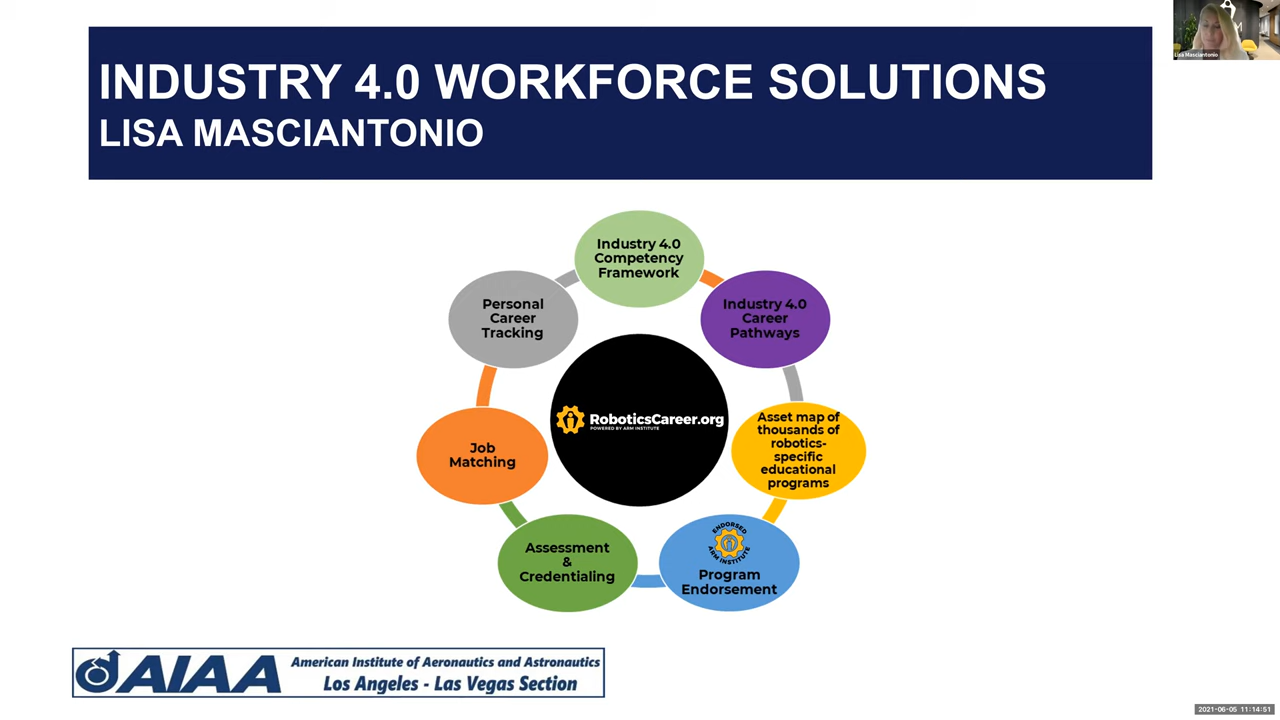 INDUSTRY 4.0 WORKFORCE SOLUTIONS
LISA MASCIANTONIO
Lisa Masciantonio
Industry 4.0
Competency
Framework
Personal
Career
Tracking
Industry 4.0
Career
Pathways
RoboticsCareer.org
POWERED BY ARM INSTITUTE
Asset map of
thousands of
robotics-
specific
educational
programs
Job
Matching
Assessment
&
Credentialing
ENDORSED
ARM INSTITUTE
Program
Endorsement
AIAA
American Institute of Aeronautics and Astronautics
Los Angeles - Las Vegas Section
2021-06-05 11:14:51